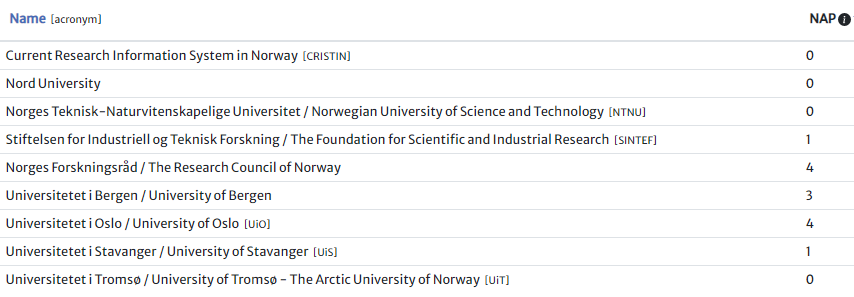 Name [acronym] NAP i
Current Research Information System in Norway [CRISTIN] 0
Nord University 0
Norges Teknisk-Naturvitenskapelige Universitet / Norwegian University of Science and Technology [NTNU] 0
Stiftelsen for Industriell og Teknisk Forskning / The Foundation for Scientific and Industrial Research [SINTEF] 1
Norges Forskningsråd / The Research Council of Norway 4
Universitetet i Bergen / University of Bergen 3
Universitetet i Oslo / University of Oslo [UiO] 4
Universitetet i Stavanger / University of Stavanger [UiS] 1
Universitetet i Tromsø / University of Tromsø - The Arctic University of Norway [UiT] 0